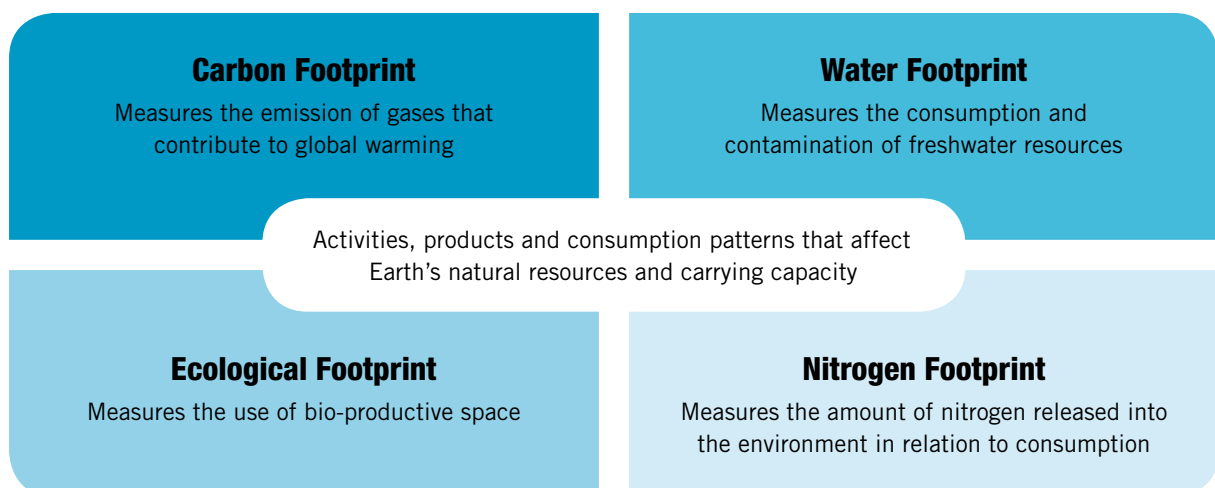 Carbon Footprint
Measures the emission of gases that
contribute to global warming
Water Footprint
Measures the consumption and
contamination of freshwater resources
Activities, products and consumption patterns that affect
Earth’s natural resources and carrying capacity
Ecological Footprint
Measures the use of bio-productive space
Nitrogen Footprint
Measures the amount of nitrogen released into
the environment in relation to consumption